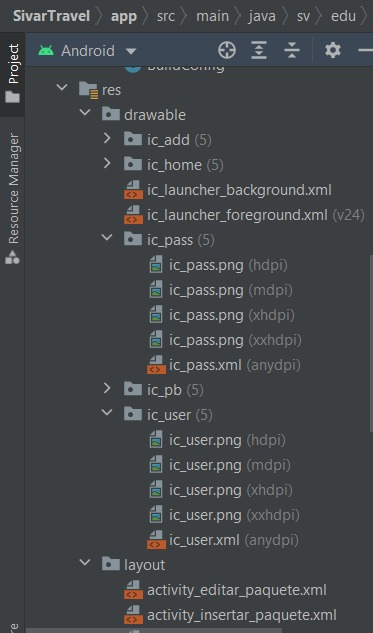 SivarTravel app src main java sv edu
Android
Project
Resource Manager
BuildConfig
res
drawable
ic_add (5)
ic_home (5)
ic_launcher_background.xml
ic_launcher_foreground.xml (v24)
ic_pass (5)
ic_pass.png (hdpi)
ic_pass.png (mdpi)
ic_pass.png (xhdpi)
ic_pass.png (xxhdpi)
ic_pass.xml (anydpi)
ic_pb (5)
ic_user (5)
ic_user.png (hdpi)
ic_user.png (mdpi)
ic_user.png (xhdpi)
ic_user.png (xxhdpi)
ic_user.xml (anydpi)
layout
activity_editar_paquete.xml
activity_insertar_paquete.xml